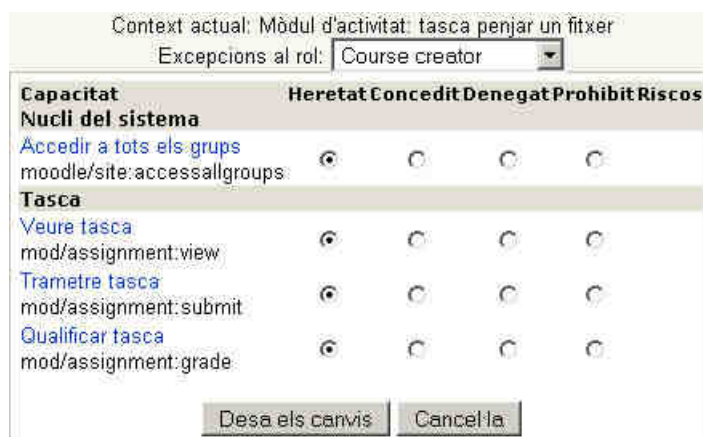 Context actual: Mòdul d'activitat: tasca penjar un fitxer
Excepcions al rol: Course creator
Capacitat Heretat Concedit Denegat Prohibit Riscos
Nucli del sistema
Accedir a tots els grups
moodle/site:accessallgroups
Tasca
Veure tasca
mod/assignment:view
Trametre tasca
mod/assignment:submit
Qualificar tasca
mod/assignment:grade
Desa els canvis Cancel·la